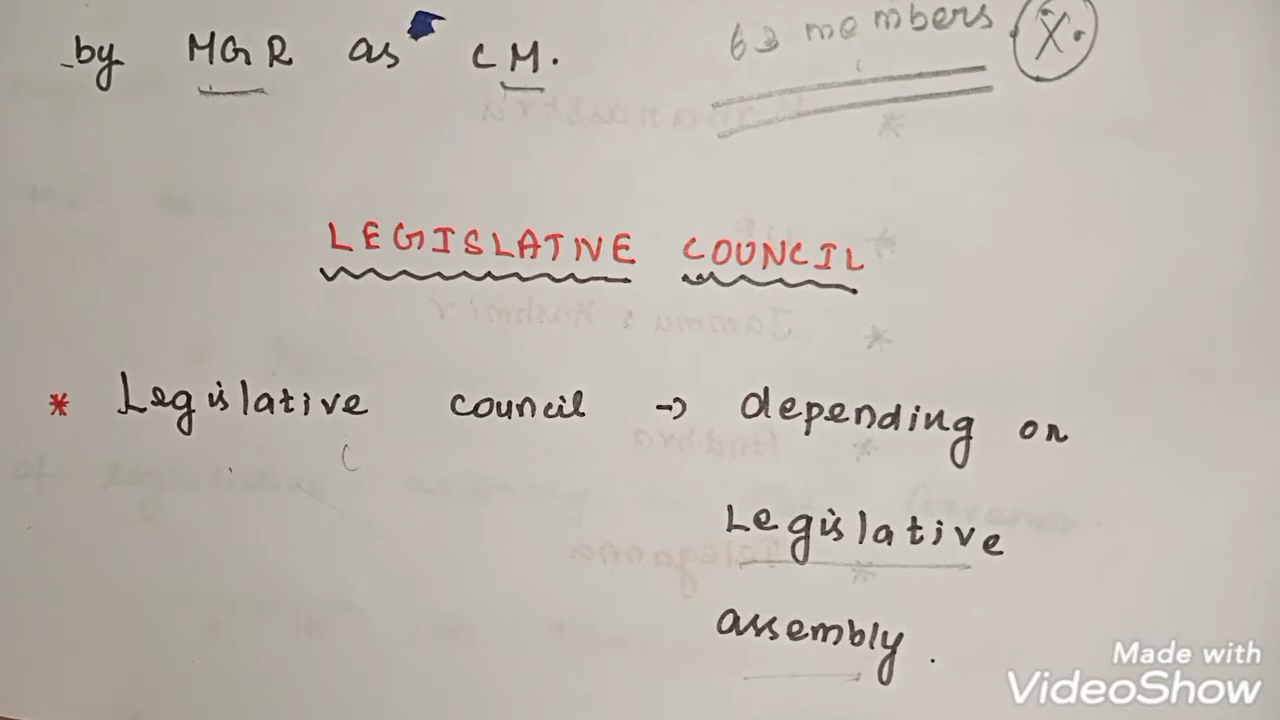 by MGR as CM.
63 members X
LEGISLATIVE COUNCIL
* Legislative council → depending on
Legislative
assembly.
Made with
VideoShow